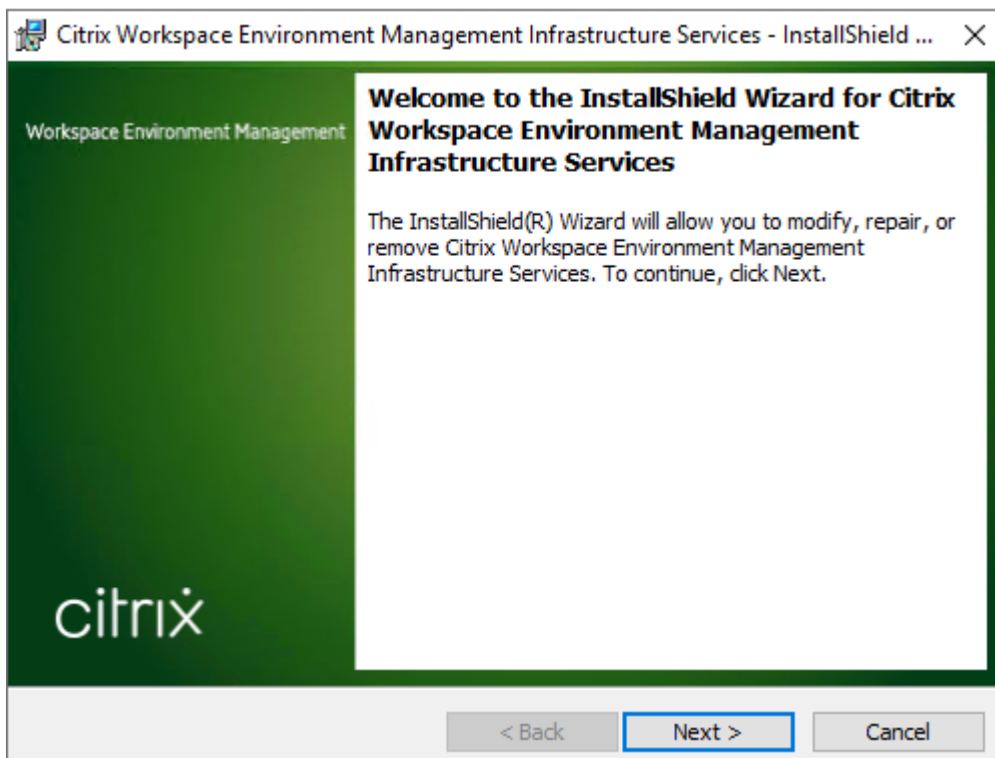 Citrix Workspace Environment Management Infrastructure Services - InstallShield ...
Workspace Environment Management
Welcome to the InstallShield Wizard for Citrix
Workspace Environment Management
Infrastructure Services
The InstallShield(R) Wizard will allow you to modify, repair, or
remove Citrix Workspace Environment Management
Infrastructure Services. To continue, click Next.
citrix
< Back
Next >
Cancel